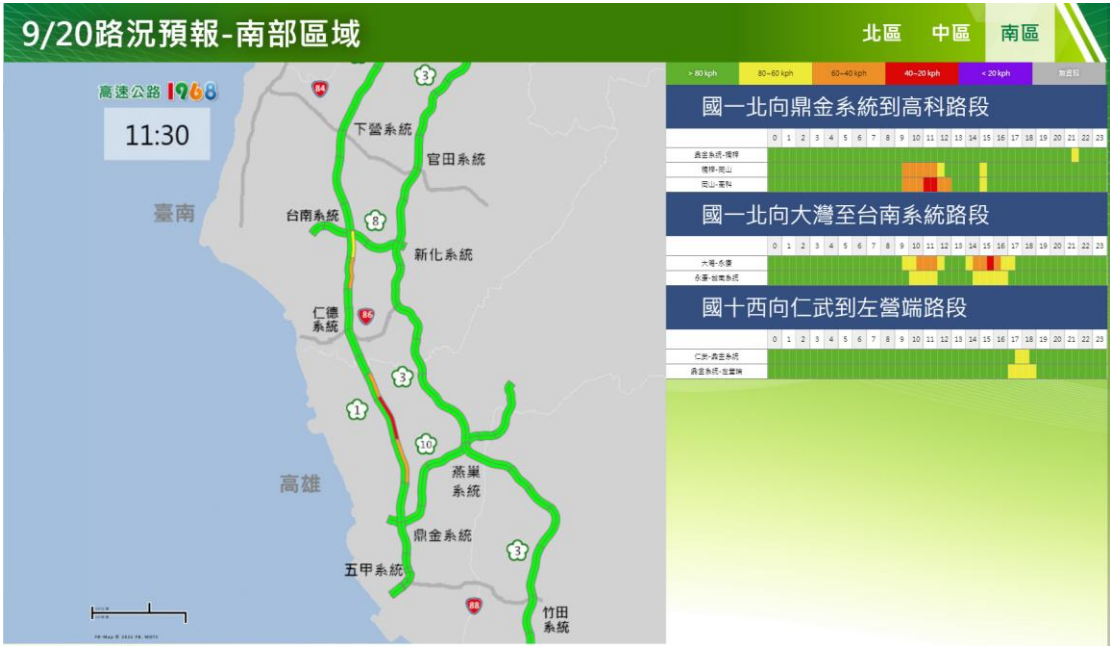 9/20路況預報-南部區域
北區 中區 南區
高速公路 1968
11:30
> 80 kph 80~60 kph 60~40 kph 40~20 kph < 20 kph
國一北向鼎金系統到高科路段
0 1 2 3 4 5 6 7 8 9 10 11 12 13 14 15 16 17 18 19 20 21 22 23
鼎金系統-楠梓
楠梓-岡山
岡山-高科
國一北向大灣至台南系統路段
0 1 2 3 4 5 6 7 8 9 10 11 12 13 14 15 16 17 18 19 20 21 22 23
大灣-永康
永康-台南系統
國十西向仁武到左營端路段
0 1 2 3 4 5 6 7 8 9 10 11 12 13 14 15 16 17 18 19 20 21 22 23
仁武-鼎金系統
鼎金系統-左營端
3
84
下營系統
官田系統
臺南
台南系統
8
新化系統
仁德
系統
86
3
1
10
高雄
燕巢
系統
鼎金系統
3
五甲系統
88
竹田
系統